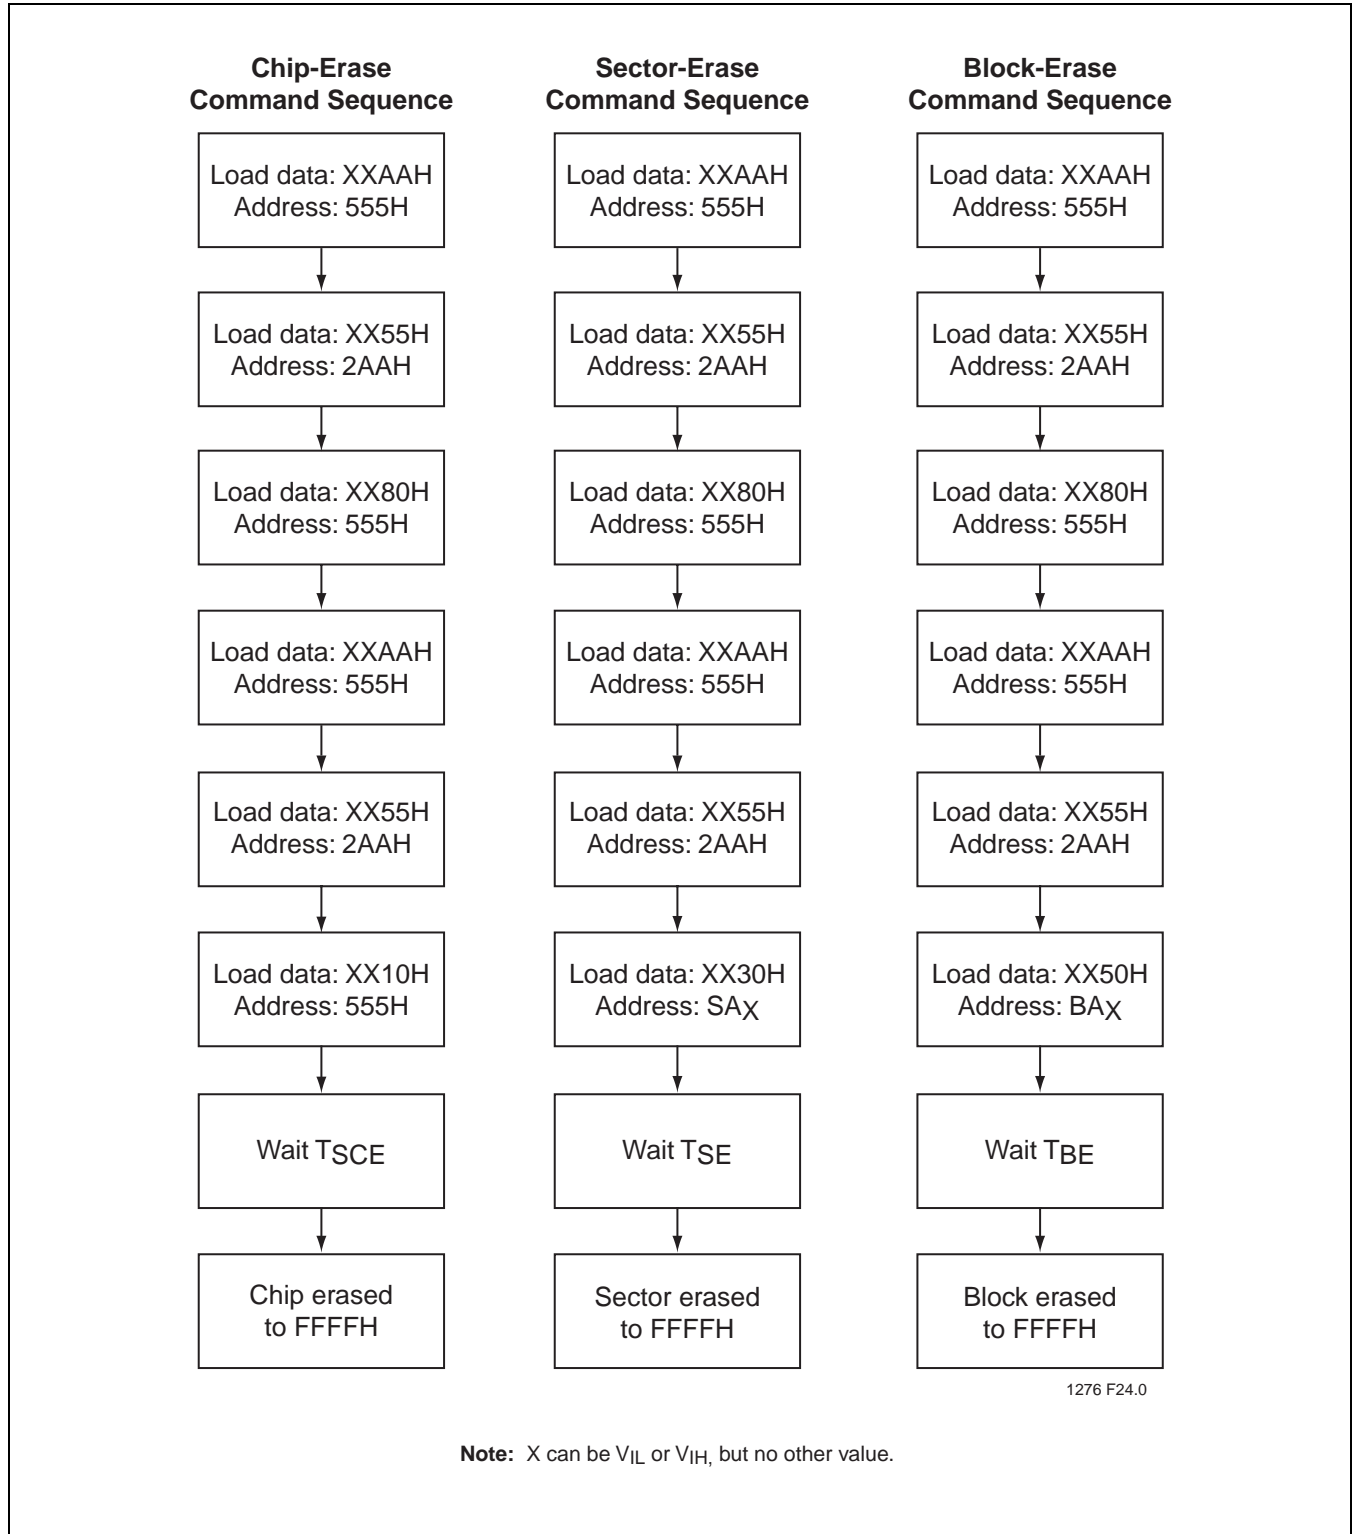 Chip-Erase
Command Sequence
Load data: XXAAH
Address: 555H
Load data: XX55H
Address: 2AAH
Load data: XX80H
Address: 555H
Load data: XXAAH
Address: 555H
Load data: XX55H
Address: 2AAH
Load data: XX10H
Address: 555H
Wait TSCE
Chip erased
to FFFFH
Sector-Erase
Command Sequence
Load data: XXAAH
Address: 555H
Load data: XX55H
Address: 2AAH
Load data: XX80H
Address: 555H
Load data: XXAAH
Address: 555H
Load data: XX55H
Address: 2AAH
Load data: XX30H
Address: SAX
Wait TSE
Sector erased
to FFFFH
Block-Erase
Command Sequence
Load data: XXAAH
Address: 555H
Load data: XX55H
Address: 2AAH
Load data: XX80H
Address: 555H
Load data: XXAAH
Address: 555H
Load data: XX55H
Address: 2AAH
Load data: XX50H
Address: BAX
Wait TBE
Block erased
to FFFFH
1276 F24.0
Note: X can be VIL or VIH, but no other value.